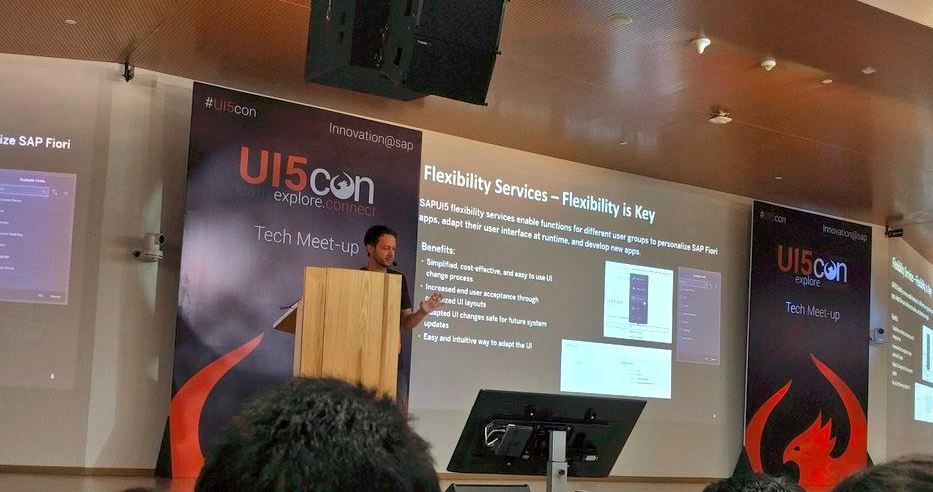 ize SAP Fiori
#UI5con
Innovation@sap
UI5con
explore.connect
Tech Meet-up
Flexibility Services – Flexibility is Key
SAPUI5 flexibility services enable functions for different user groups to personalize SAP Fiori
apps, adapt their user interface at runtime, and develop new apps.
Benefits:
• Simplified, cost-effective, and easy to use UI
change process
• Increased end user acceptance through
UI layouts
UI changes safe for future system
updates
• Easy and intuitive way to adapt the UI
#UI5con
Innovation@sap
UI5con
explore
Tech Meet-up
Flexibility Services – Flexibility is K